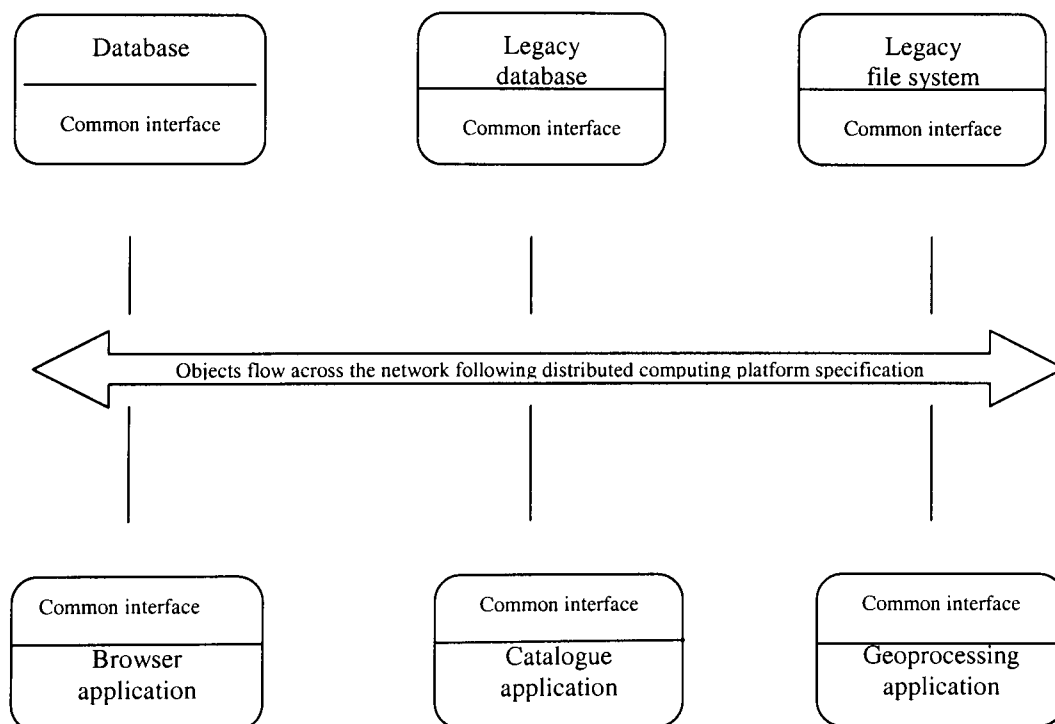 Database
Common interface
Legacy
database
Common interface
Legacy
file system
Common interface
Objects flow across the network following distributed computing platform specification
Common interface
Browser
application
Common interface
Catalogue
application
Common interface
Geoprocessing
application